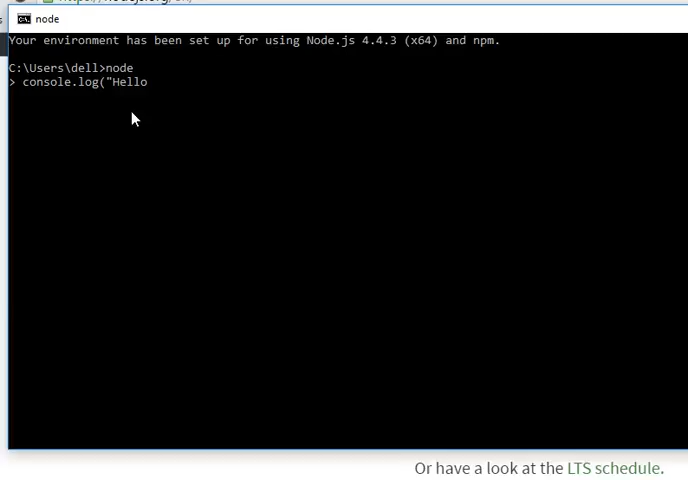 node
Your environment has been set up for using Node.js 4.4.3 (x64) and npm.
C:\Users\dell>node
> console.log("Hello
Or have a look at the LTS schedule.